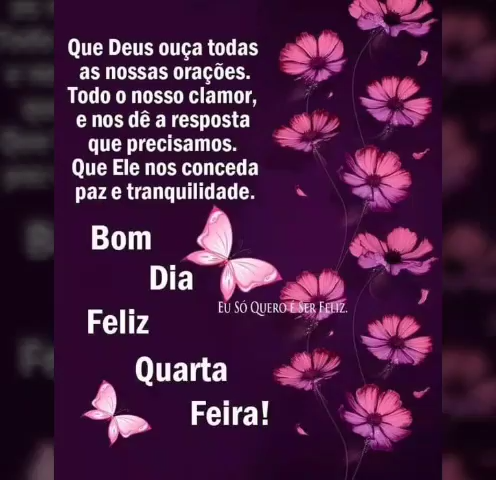 Que Deus ouça todas
as nossas orações.
Todo o nosso clamor,
e nos dê a resposta
que precisamos.
Que Ele nos conceda
paz e tranquilidade.
Bom
Dia
Eu Só Quero é Ser Feliz.
Feliz
Quarta
Feira!